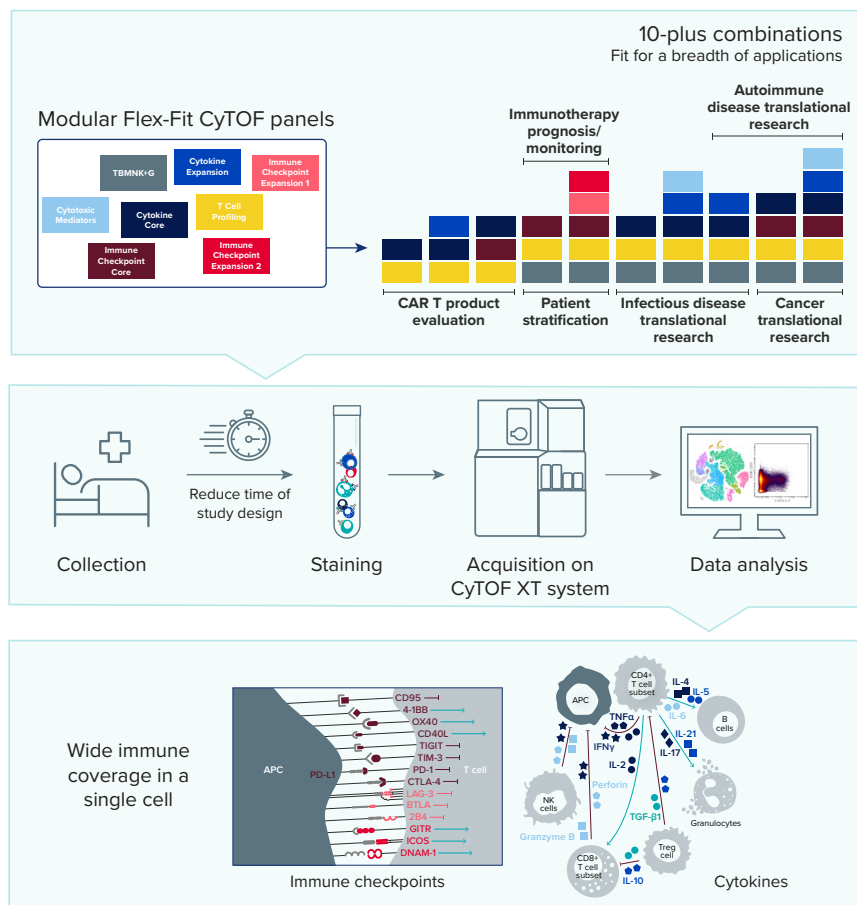 10-plus combinations
Fit for a breadth of applications
Modular Flex-Fit CyTOF panels
TBMNK+G
Cytokine
Expansion
Immune
Checkpoint
Expansion 1
Cytotoxic
Mediators
Cytokine
Core
T Cell
Profiling
Immune
Checkpoint
Core
Immune
Checkpoint
Expansion 2
Immunotherapy
prognosis/
monitoring
Autoimmune
disease translational
research
CAR T product
evaluation
Patient
stratification
Infectious disease
translational
research
Cancer
translational
research
Reduce time of
study design
Collection
Staining
Acquisition on
CyTOF XT system
Data analysis
Wide immune
coverage in a
single cell
APC
PD-L1
T cell
CD95
4-1BB
OX40
CD40L
TIGIT
TIM-3
PD-1
CTLA-4
LAG-3
BTLA
2B4
GITR
ICOS
DNAM-1
Immune checkpoints
APC
CD4+
T cell
subset
IL-4
IL-5
IL-6
B
cells
TNFα
IFNγ
IL-21
IL-17
IL-2
Perforin
NK
cells
TGF-β1
Granulocytes
Granzyme B
CD8+
T cell
subset
Treg
cell
IL-10
Cytokines